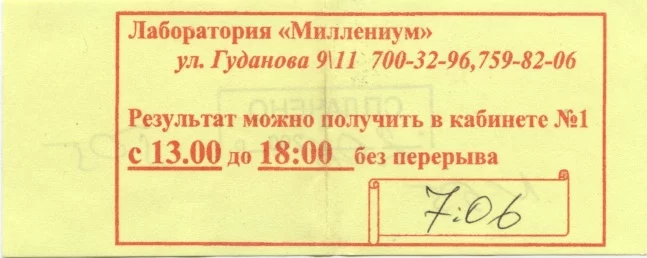 Лаборатория «Миллениум»
ул. Гуданова 9\11 700-32-96,759-82-06
Результат можно получить в кабинете №1
с 13.00 до 18:00 без перерыва
7:06